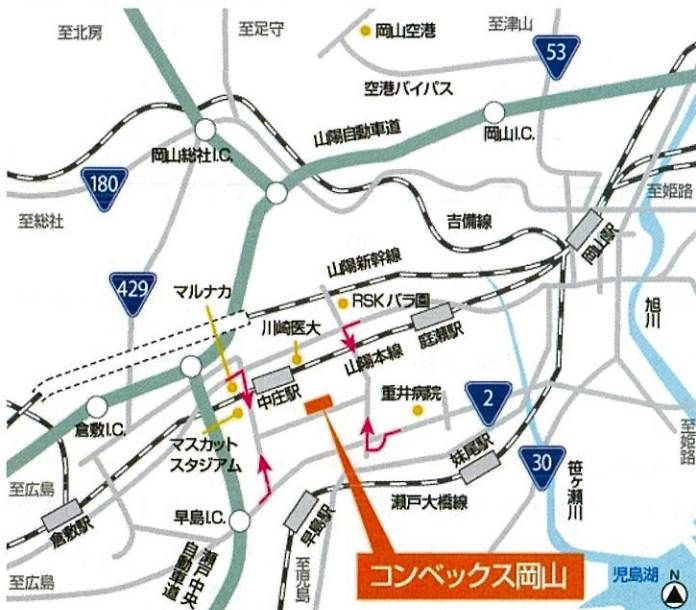 至北房
至足守
岡山空港
至津山
53
空港バイパス
山陽自動車道
岡山I.C.
岡山総社I.C.
180
至総社
至姫路
吉備線
岡山駅
山陽新幹線
429
マルナカ
RSKバラ園
旭川
川崎医大
庭瀬駅
山陽本線
中庄駅
重井病院
2
倉敷I.C.
マスカット
スタジアム
妹尾駅
30
至姫路
笹ヶ瀬川
至広島
瀬戸大橋線
倉敷駅
早島I.C.
早島駅
至広島
瀬戸中央
自動車道
至児島
コンベックス岡山
児島湖
N